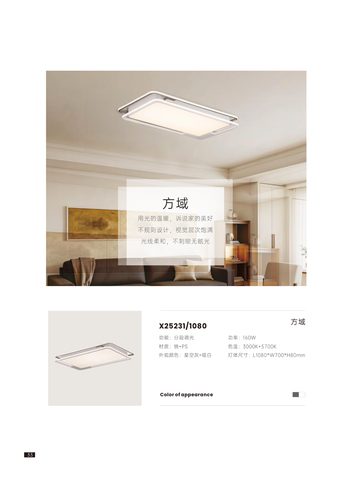 方域
用光的温暖，诉说家的美好
不规则设计，视觉层次饱满
光线柔和，不刺眼无眩光
X25231/1080
方域
功能：分段调光
功率：160W
材质：铁+PS
色温：3000K+5700K
外观颜色：星空灰+暖白
灯体尺寸：L1080*W700*H80mm
Color of appearance